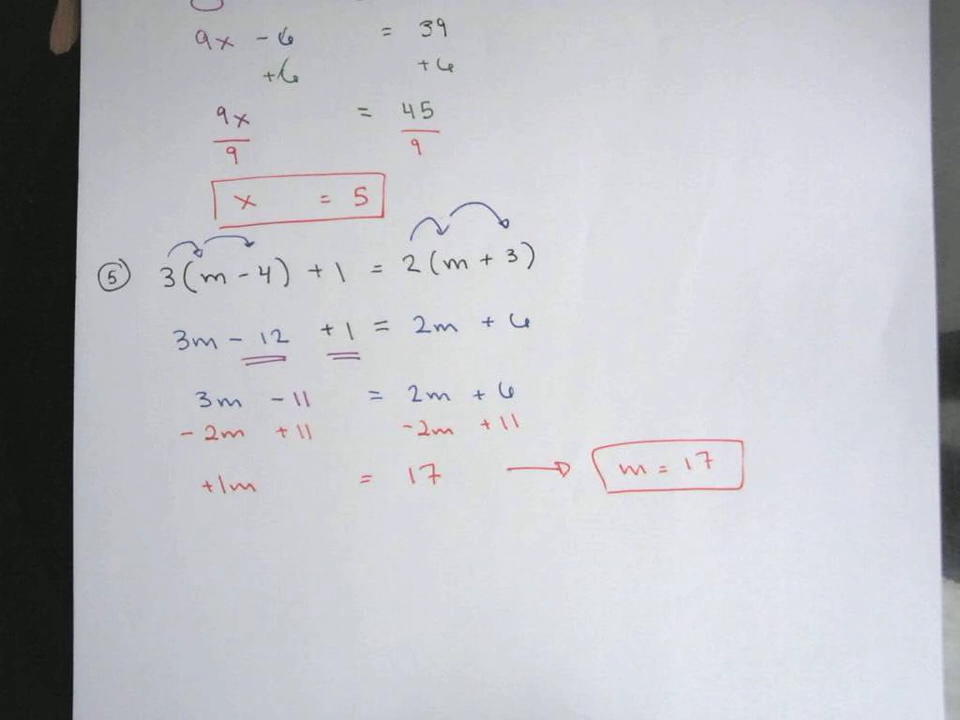 9x - 6 = 39
+6 +6
9x = 45
9 9
x = 5
5 3(m - 4) + 1 = 2(m + 3)
3m - 12 + 1 = 2m + 6
3m - 11 = 2m + 6
- 2m + 11 - 2m + 11
+1m = 17 → m = 17